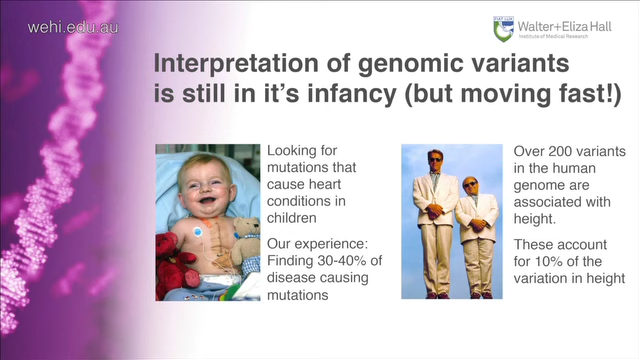 wehi.edu.au
Walter+Eliza Hall
Institute of Medical Research
Interpretation of genomic variants
is still in it's infancy (but moving fast!)
Looking for
mutations that
cause heart
conditions in
children
Our experience:
Finding 30-40% of
disease causing
mutations
Over 200 variants
in the human
genome are
associated with
height.
These account
for 10% of the
variation in height